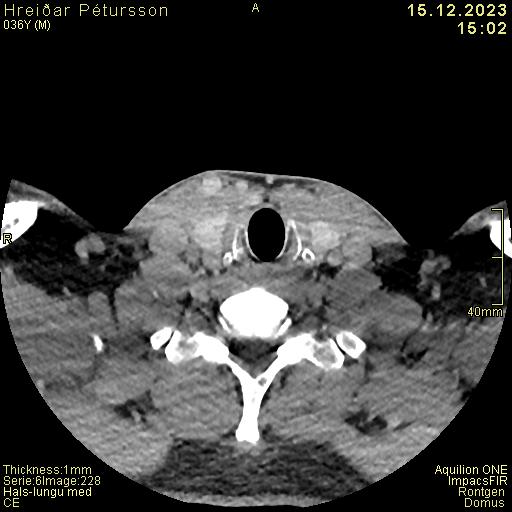 Hreiðar Pétursson
036Y (M)
A
15.12.2023
15:02
R
40mm
Thickness:1mm
Serie:6Image:228
Hals-lungu med
CE
Aquilion ONE
ImpacsFIR
Rontgen
Domus